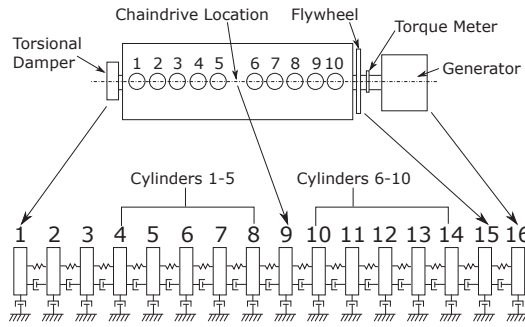 Chaindrive Location
Flywheel
Torque Meter
Torsional
Damper
Generator
1 2 3 4 5 6 7 8 9 10
Cylinders 1-5
Cylinders 6-10
1 2 3 4 5 6 7 8 9 10 11 12 13 14 15 16